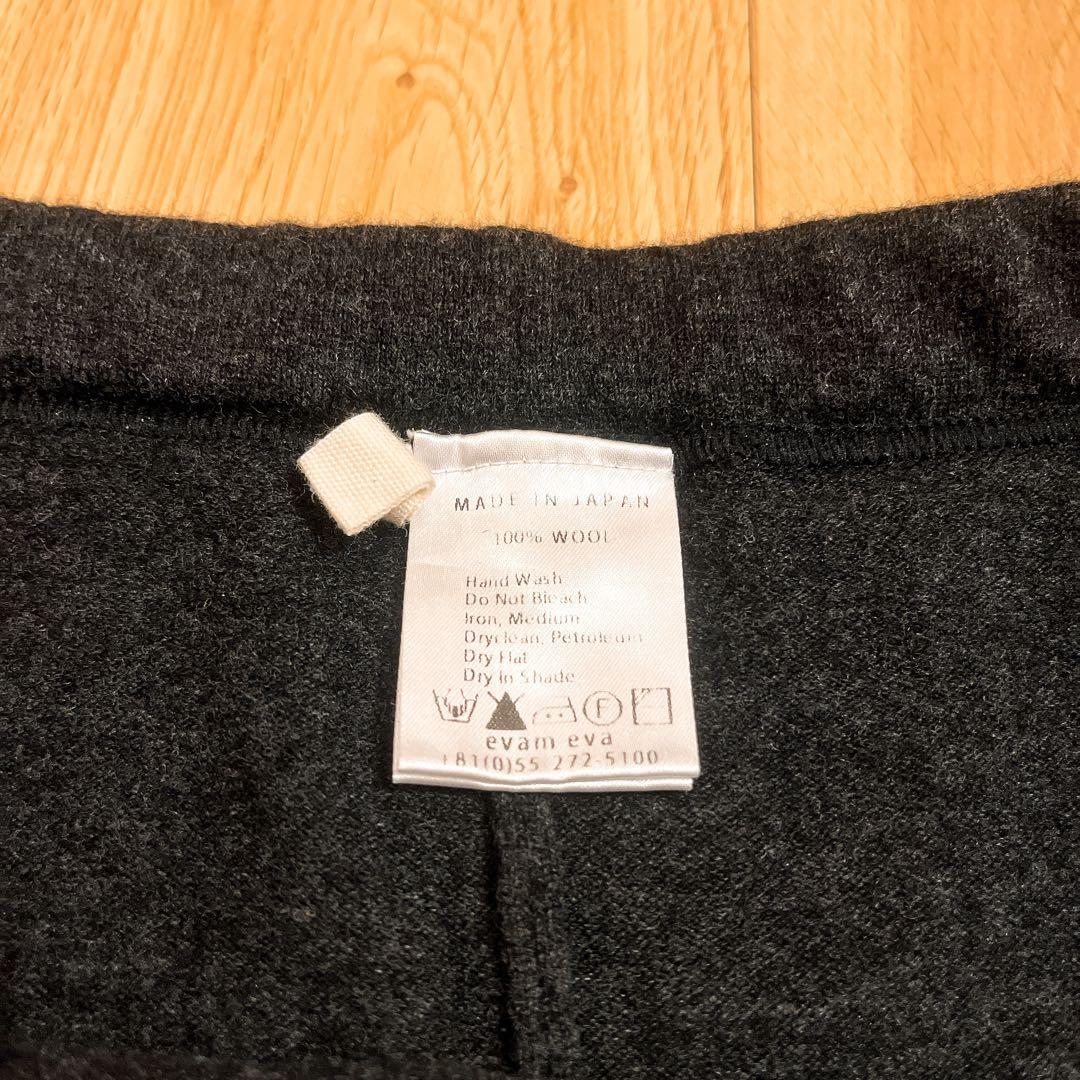 MADE IN JAPAN
100% WOOL
Hand Wash
Do Not Bleach
Iron, Medium
Dryclean, Petroleum
Dry Flat
Dry In Shade
F
evam eva
+81(0)55 272-5100